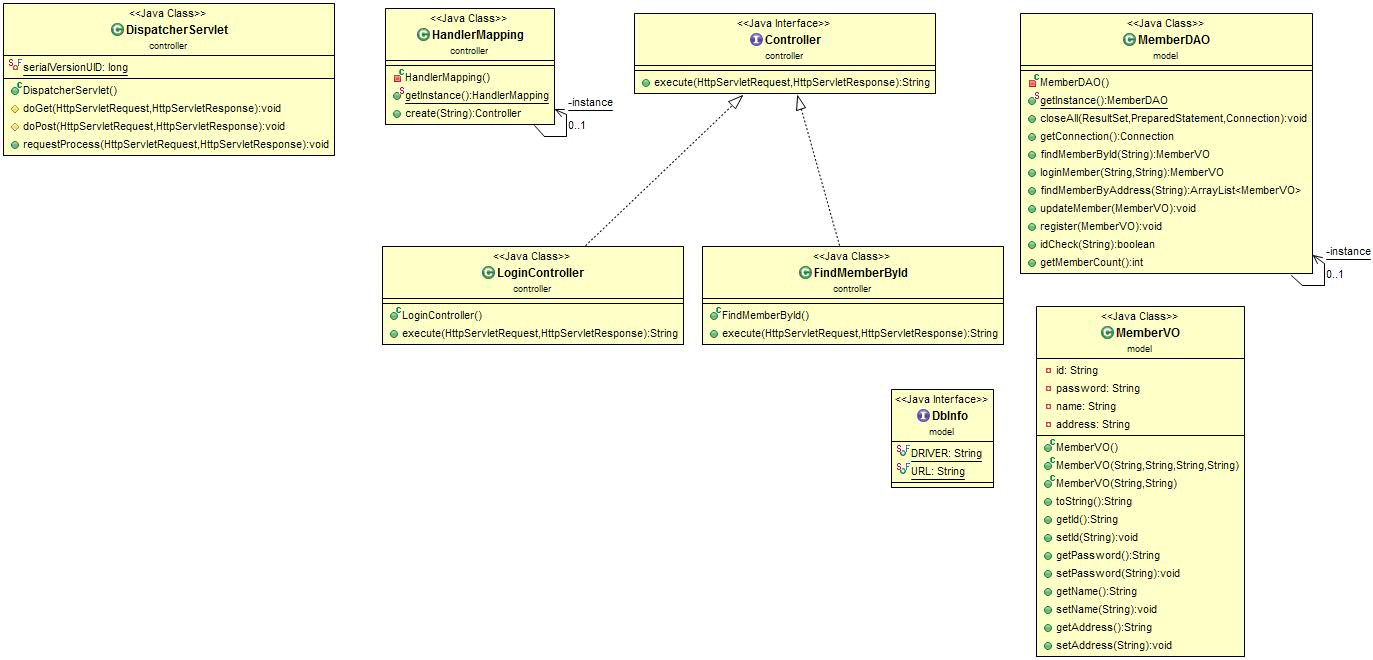 <<Java Class>>
DispatcherServlet
controller
serialVersionUID: long
DispatcherServlet()
doGet(HttpServletRequest,HttpServletResponse):void
doPost(HttpServletRequest,HttpServletResponse):void
requestProcess(HttpServletRequest,HttpServletResponse):void
<<Java Class>>
HandlerMapping
controller
HandlerMapping()
getInstance():HandlerMapping
create(String):Controller
-instance
0..1
<<Java Interface>>
Controller
controller
execute(HttpServletRequest,HttpServletResponse):String
<<Java Class>>
MemberDAO
model
MemberDAO()
getInstance():MemberDAO
closeAll(ResultSet,PreparedStatement,Connection):void
getConnection():Connection
findMemberById(String):MemberVO
loginMember(String,String):MemberVO
findMemberByAddress(String):ArrayList<MemberVO>
updateMember(MemberVO):void
register(MemberVO):void
idCheck(String):boolean
getMemberCount():int
-instance
0..1
<<Java Class>>
LoginController
controller
LoginController()
execute(HttpServletRequest,HttpServletResponse):String
<<Java Class>>
FindMemberById
controller
FindMemberById()
execute(HttpServletRequest,HttpServletResponse):String
<<Java Interface>>
DbInfo
model
DRIVER: String
URL: String
<<Java Class>>
MemberVO
model
id: String
password: String
name: String
address: String
MemberVO()
MemberVO(String,String,String,String)
MemberVO(String,String)
toString():String
getId():String
setId(String):void
getPassword():String
setPassword(String):void
getName():String
setName(String):void
getAddress():String
setAddress(String):void